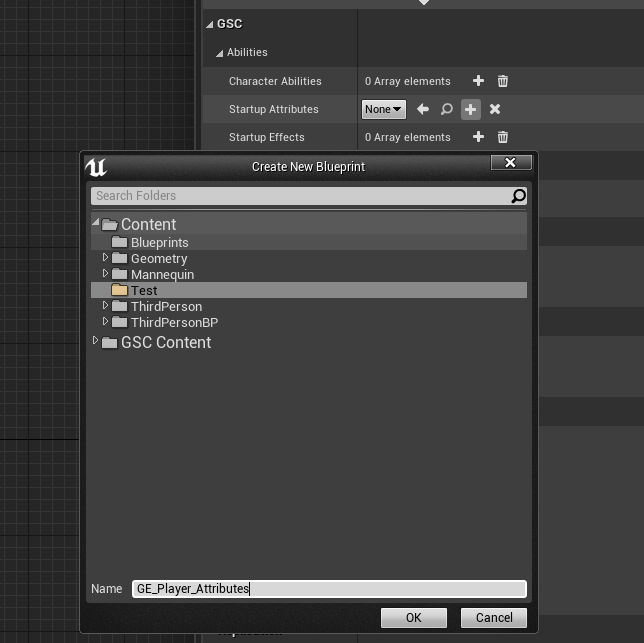 GSC
Abilities
Character Abilities 0 Array elements
Startup Attributes None
Startup Effects 0 Array elements
Create New Blueprint
Search Folders
Content
Blueprints
Geometry
Mannequin
Test
ThirdPerson
ThirdPersonBP
GSC Content
Name GE_Player_Attributes
OK Cancel